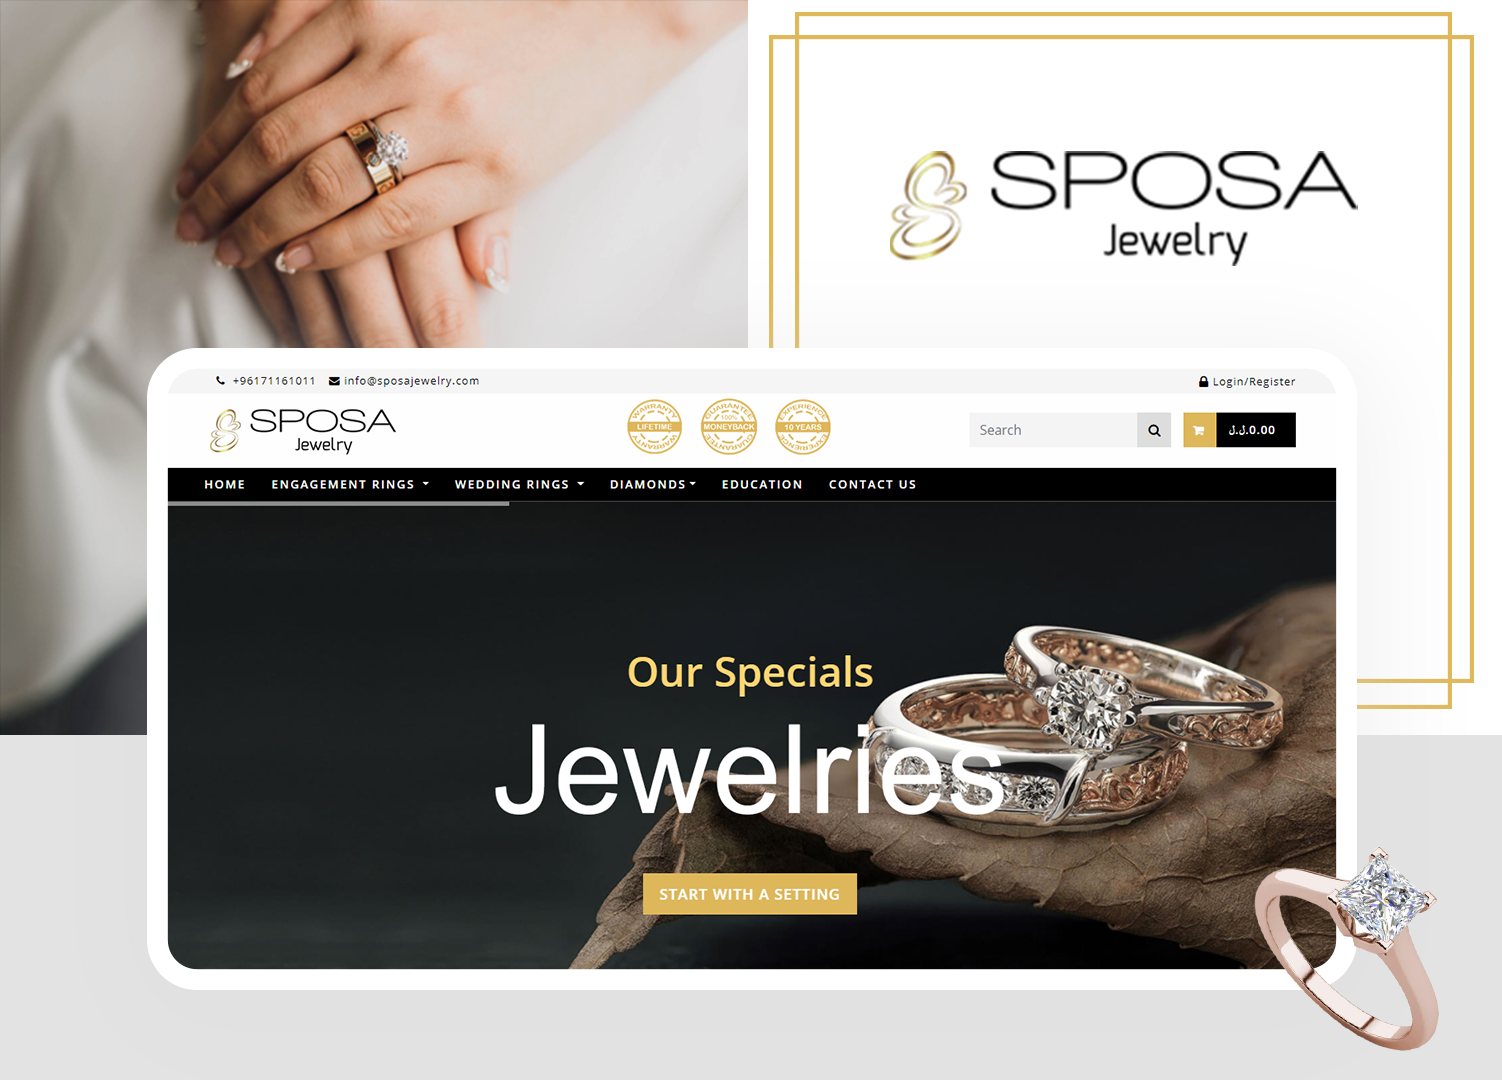 SPOSA
Jewelry
+96171161011 info@sposajewelry.com Login/Register
SPOSA
Jewelry
WARRANTY
LIFETIME
WARRANTY
GUARANTEE
100%
MONEYBACK
GUARANTEE
EXPERIENCE
10 YEARS
EXPERIENCE
Search
ل.ل.0.00
HOME ENGAGEMENT RINGS WEDDING RINGS DIAMONDS EDUCATION CONTACT US
Our Specials
Jewelries
START WITH A SETTING